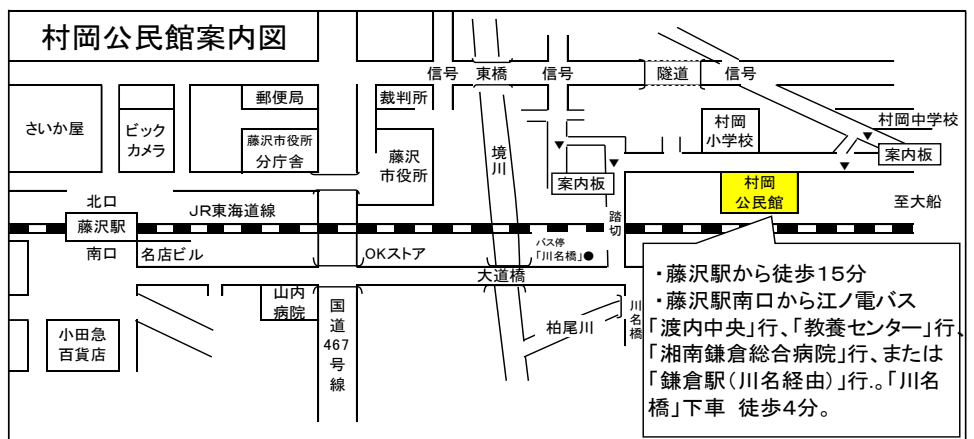 村岡公民館案内図
信号
東橋
信号
隧道
信号
郵便局
裁判所
さいか屋
ビック
カメラ
藤沢市役所
分庁舎
藤沢
市役所
境川
村岡
小学校
村岡中学校
案内板
案内板
村岡
公民館
至大船
北口
JR東海道線
藤沢駅
踏切
南口
名店ビル
OKストア
バス停
「川名橋」●
大道橋
山内
病院
国道467号線
小田急
百貨店
柏尾川
川名橋
・藤沢駅から徒歩15分
・藤沢駅南口から江ノ電バス
「渡内中央」行、「教養センター」行、
「湘南鎌倉総合病院」行、または
「鎌倉駅(川名経由)」行.。「川名
橋」下車 徒歩4分。